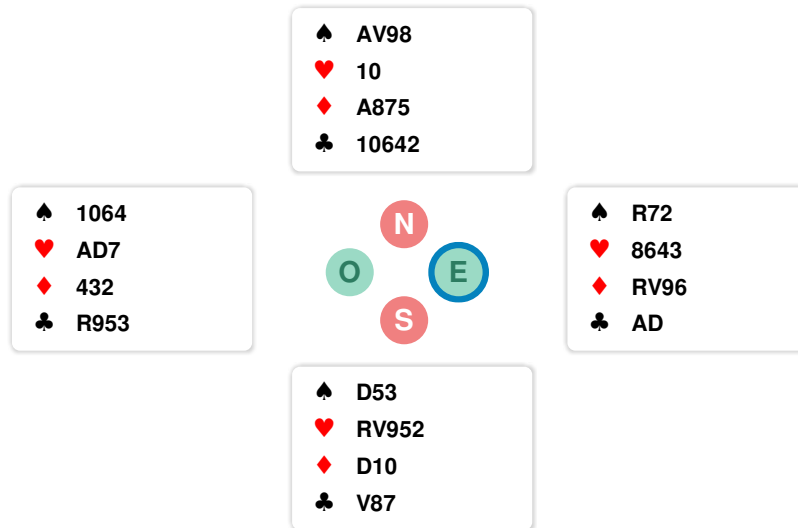 ♠ AV98
♥ 10
♦ A875
♣ 10642
♠ 1064
♥ AD7
♦ 432
♣ R953
N
O E
S
♠ R72
♥ 8643
♦ RV96
♣ AD
♠ D53
♥ RV952
♦ D10
♣ V87